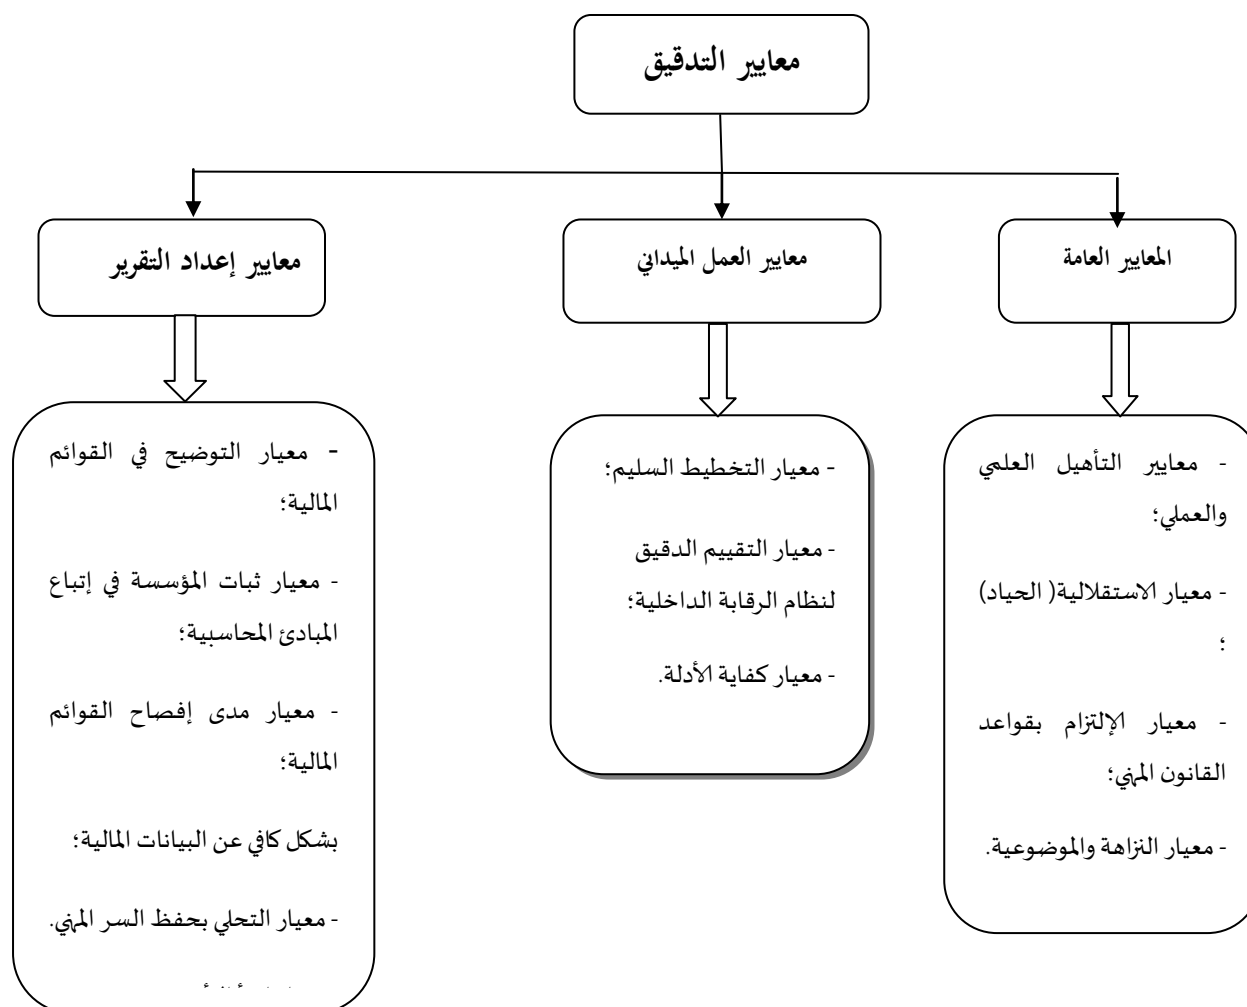 معايير التدقيق
المعايير العامة
معايير العمل الميداني
معايير إعداد التقرير
- معايير التأهيل العلمي
والعملي؛
- معيار الاستقلالية( الحياد)
؛
- معيار الإلتزام بقواعد
القانون المهني؛
- معيار النزاهة والموضوعية.
- معيار التخطيط السليم؛
- معيار التقييم الدقيق
لنظام الرقابة الداخلية؛
- معيار كفاية الأدلة.
- معيار التوضيح في القوائم
المالية؛
- معيار ثبات المؤسسة في إتباع
المبادئ المحاسبية؛
- معيار مدى إفصاح القوائم
المالية؛
بشكل كافي عن البيانات المالية؛
- معيار التحلي بحفظ السر المهني.